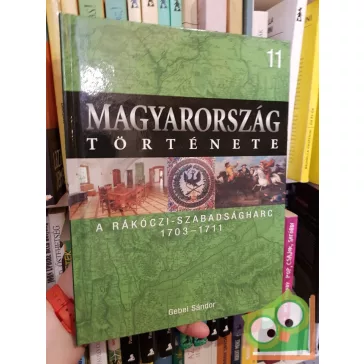 11
MAGYARORSZÁG
TÖRTÉNETE
A RÁKÓCZI-SZABADSÁGHARC
1703–1711
Gebei Sándor